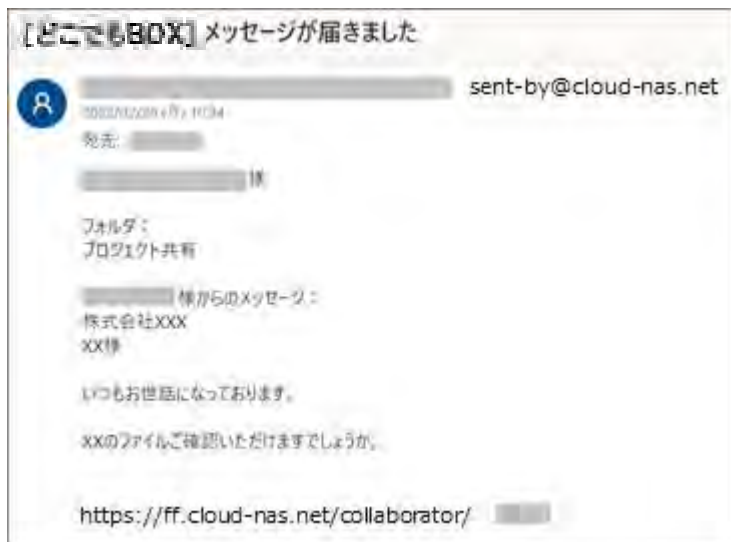 [どこでもBOX] メッセージが届きました
sent-by@cloud-nas.net
宛先:
様
フォルダ:
プロジェクト共有
様からのメッセージ:
株式会社XXX
XX様
いつもお世話になっております。
XXのファイルご確認いただけますでしょうか。
https://ff.cloud-nas.net/collaborator/